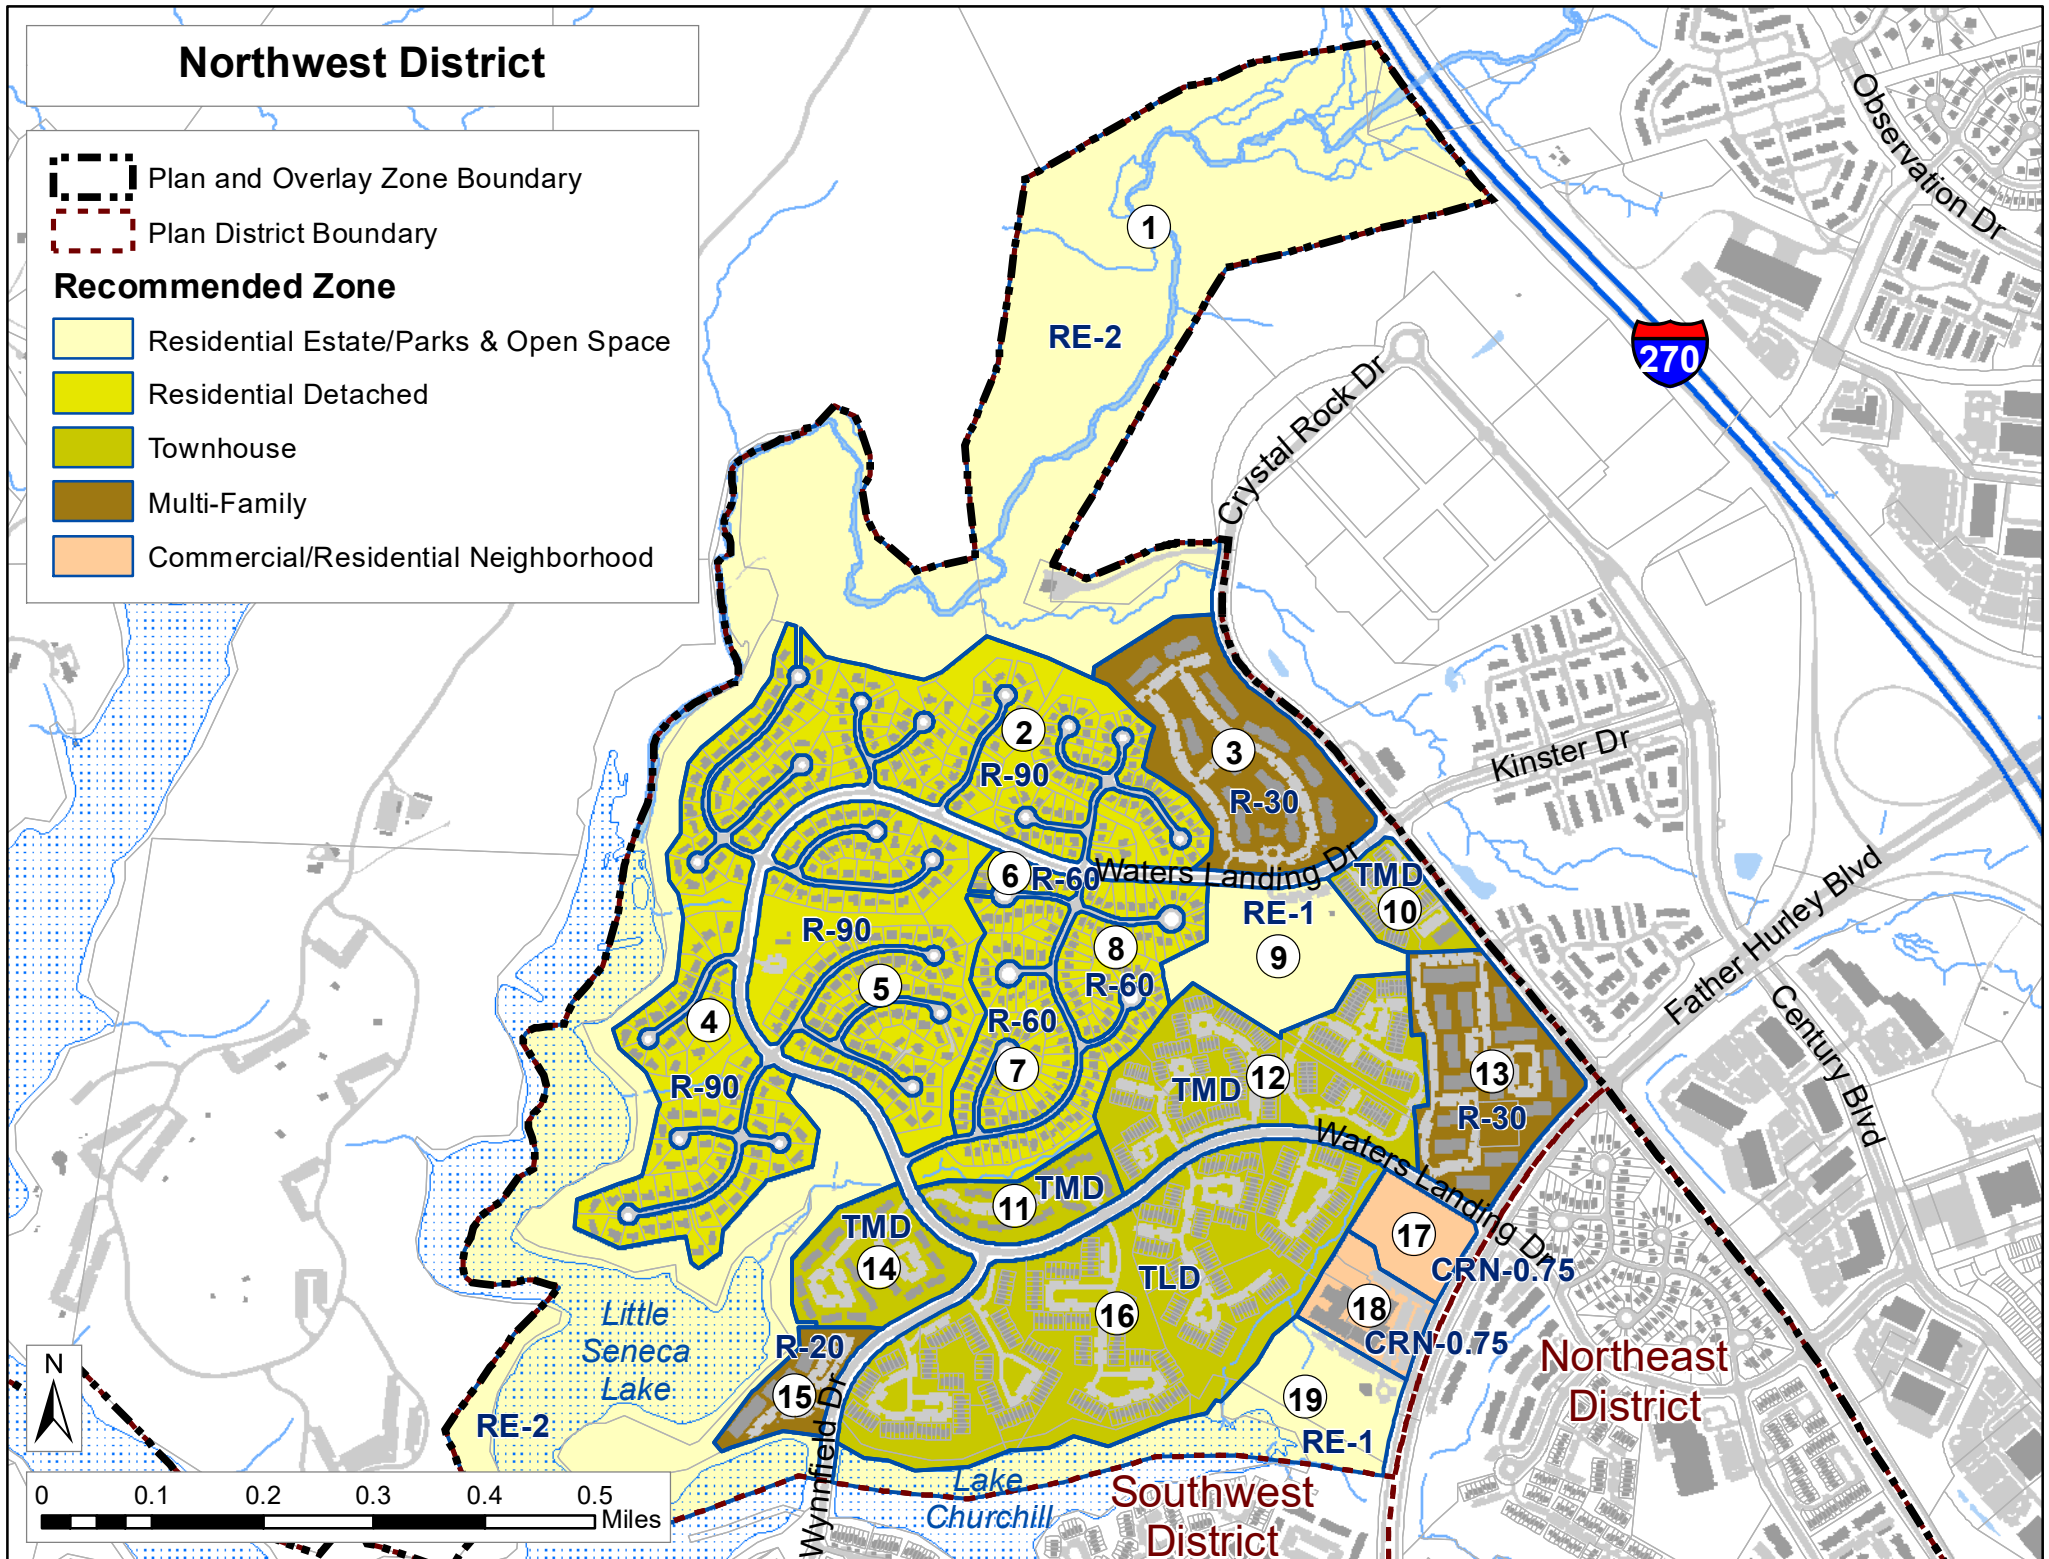 Northwest District
Plan and Overlay Zone Boundary
Plan District Boundary
Recommended Zone
Residential Estate/Parks & Open Space
Residential Detached
Townhouse
Multi-Family
Commercial/Residential Neighborhood
Observation Dr
1
RE-2
270
Crystal Rock Dr
2
R-90
3
R-30
Kinster Dr
6
R-60
Waters Landing Dr
TMD
10
RE-1
9
R-90
8
R-60
5
4
R-60
7
R-90
Father Hurley Blvd
Century Blvd
12
TMD
13
R-30
Waters Landing Dr
11
TMD
TMD
14
17
CRN-0.75
TLD
16
18
CRN-0.75
Little
Seneca
Lake
R-20
15
Wynnfield Dr
19
RE-1
RE-2
Northeast
District
N
Lake
Churchill
Southwest
District
0 0.1 0.2 0.3 0.4 0.5
Miles